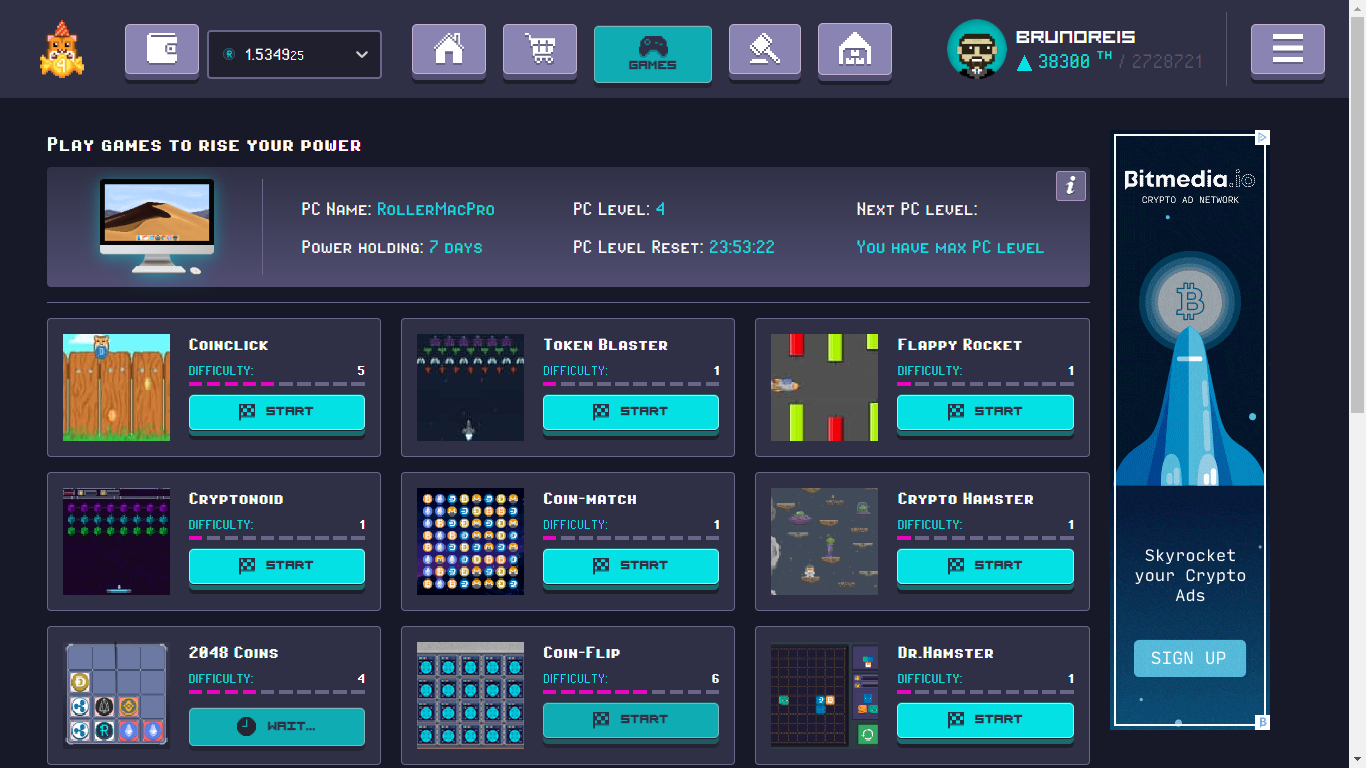 1.534925
GAMES
BRUNOREIS
38300 TH / 2728721
PLAY GAMES TO RISE YOUR POWER
PC NAME: ROLLERMACPRO
PC LEVEL: 4
NEXT PC LEVEL:
POWER HOLDING: 7 DAYS
PC LEVEL RESET: 23:53:22
YOU HAVE MAX PC LEVEL
i
COINCLICK
DIFFICULTY: 5
START
TOKEN BLASTER
DIFFICULTY: 1
START
FLAPPY ROCKET
DIFFICULTY: 1
START
CRYPTONOID
DIFFICULTY: 1
START
COIN-MATCH
DIFFICULTY: 1
START
CRYPTO HAMSTER
DIFFICULTY: 1
START
2048 COINS
DIFFICULTY: 4
WAIT...
COIN-FLIP
DIFFICULTY: 6
START
DR.HAMSTER
DIFFICULTY: 1
START
Bitmedia.io
CRYPTO AD NETWORK
Skyrocket
your Crypto
Ads
SIGN UP